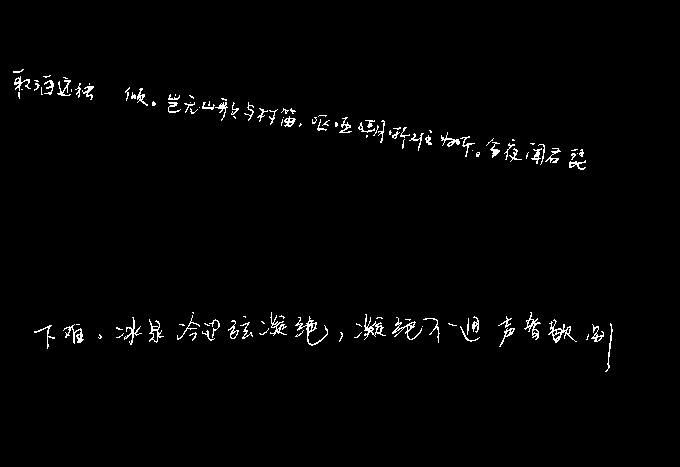 取酒还独 倾。岂无山歌与村笛,呕哑嘲哳难为听。今夜闻君琵
下难。冰泉冷涩弦凝绝,凝绝不通声暂歇。别